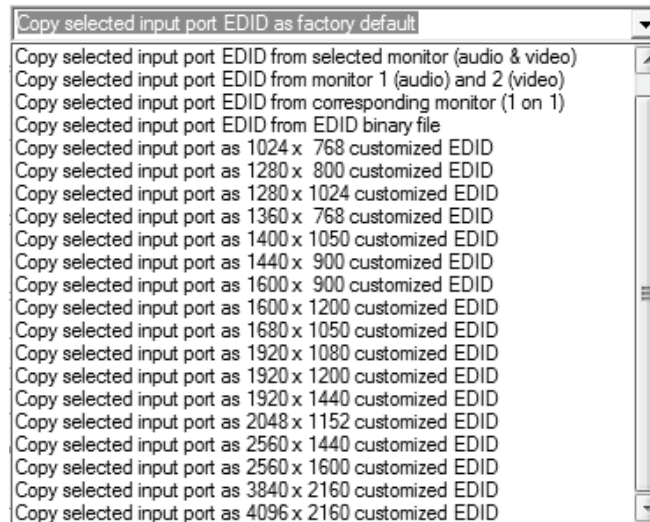 Copy selected input port EDID as factory default
Copy selected input port EDID from selected monitor (audio & video)
Copy selected input port EDID from monitor 1 (audio) and 2 (video)
Copy selected input port EDID from corresponding monitor (1 on 1)
Copy selected input port EDID from EDID binary file
Copy selected input port as 1024 x  768 customized EDID
Copy selected input port as 1280 x  800 customized EDID
Copy selected input port as 1280 x 1024 customized EDID
Copy selected input port as 1360 x  768 customized EDID
Copy selected input port as 1400 x 1050 customized EDID
Copy selected input port as 1440 x  900 customized EDID
Copy selected input port as 1600 x  900 customized EDID
Copy selected input port as 1600 x 1200 customized EDID
Copy selected input port as 1680 x 1050 customized EDID
Copy selected input port as 1920 x 1080 customized EDID
Copy selected input port as 1920 x 1200 customized EDID
Copy selected input port as 1920 x 1440 customized EDID
Copy selected input port as 2048 x 1152 customized EDID
Copy selected input port as 2560 x 1440 customized EDID
Copy selected input port as 2560 x 1600 customized EDID
Copy selected input port as 3840 x 2160 customized EDID
Copy selected input port as 4096 x 2160 customized EDID